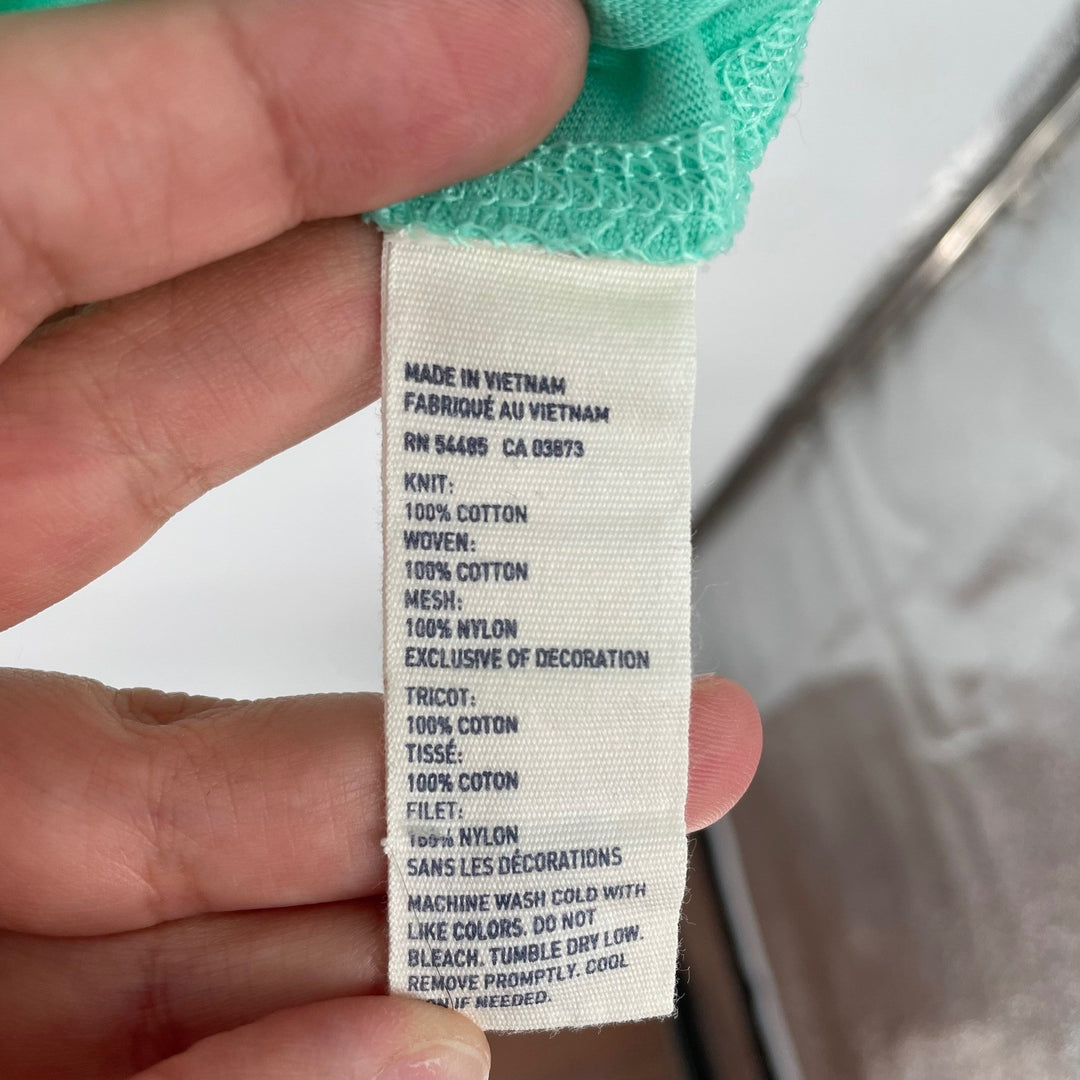 MADE IN VIETNAM
FABRIQUÉ AU VIETNAM
RN 54485 CA 03873
KNIT:
100% COTTON
WOVEN:
100% COTTON
MESH:
100% NYLON
EXCLUSIVE OF DECORATION
TRICOT:
100% COTON
TISSÉ:
100% COTON
FILET:
100% NYLON
SANS LES DÉCORATIONS
MACHINE WASH COLD WITH
LIKE COLORS. DO NOT
BLEACH. TUMBLE DRY LOW.
REMOVE PROMPTLY. COOL
IF NEEDED.